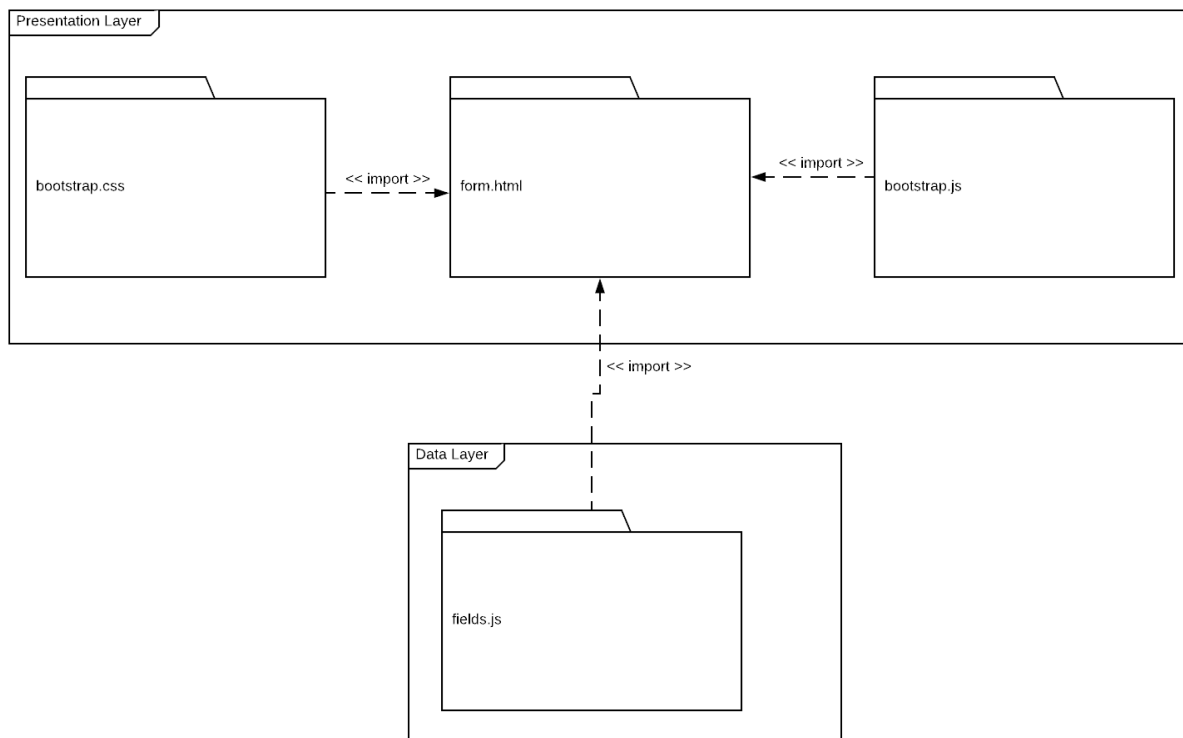 Presentation Layer
bootstrap.css
<< import >>
form.html
<< import >>
bootstrap.js
<< import >>
Data Layer
fields.js